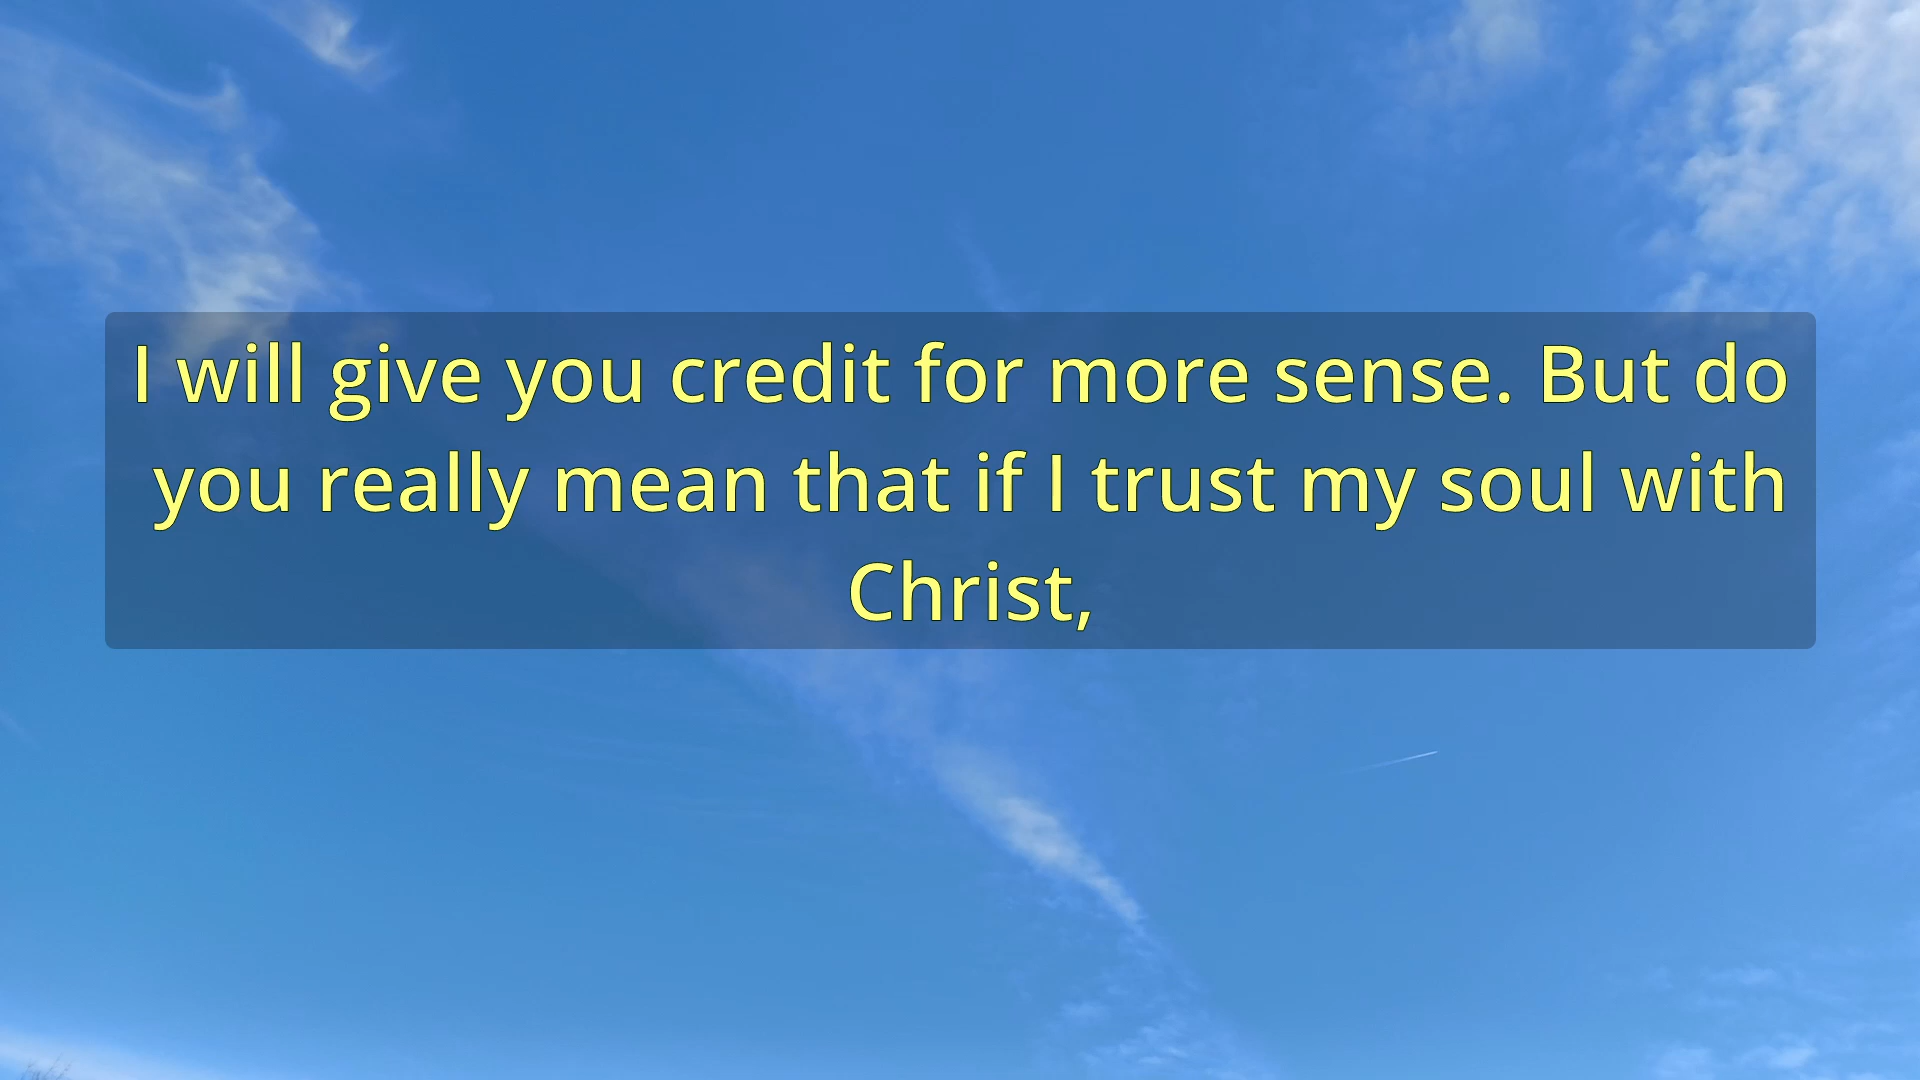 I will give you credit for more sense. But do
you really mean that if I trust my soul with
Christ,